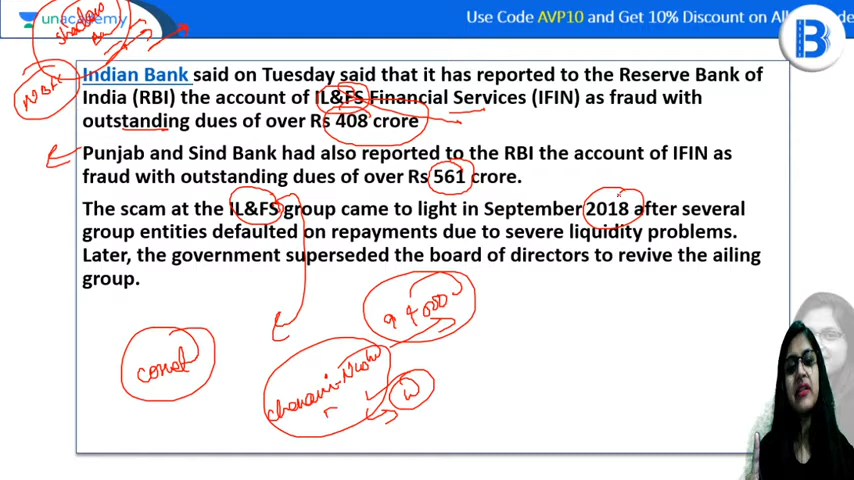 unacademy
Use Code AVP10 and Get 10% Discount on All
B
shadow
NBFC
Indian Bank said on Tuesday said that it has reported to the Reserve Bank of
India (RBI) the account of IL&FS Financial Services (IFIN) as fraud with
outstanding dues of over Rs 408 crore
Punjab and Sind Bank had also reported to the RBI the account of IFIN as
fraud with outstanding dues of over Rs 561 crore.
The scam at the IL&FS group came to light in September 2018 after several
group entities defaulted on repayments due to severe liquidity problems.
Later, the government superseded the board of directors to revive the ailing
group.